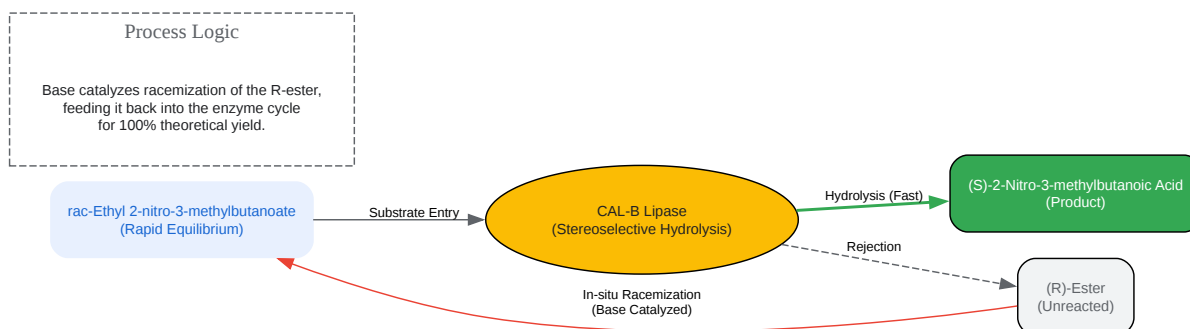 Process Logic
Base catalyzes racemization of the R-ester,
feeding it back into the enzyme cycle
for 100% theoretical yield.
rac-Ethyl 2-nitro-3-methylbutanoate
(Rapid Equilibrium)
Substrate Entry
CAL-B Lipase
(Stereoselective Hydrolysis)
Hydrolysis (Fast)
(S)-2-Nitro-3-methylbutanoic Acid
(Product)
Rejection
(R)-Ester
(Unreacted)
In-situ Racemization
(Base Catalyzed)